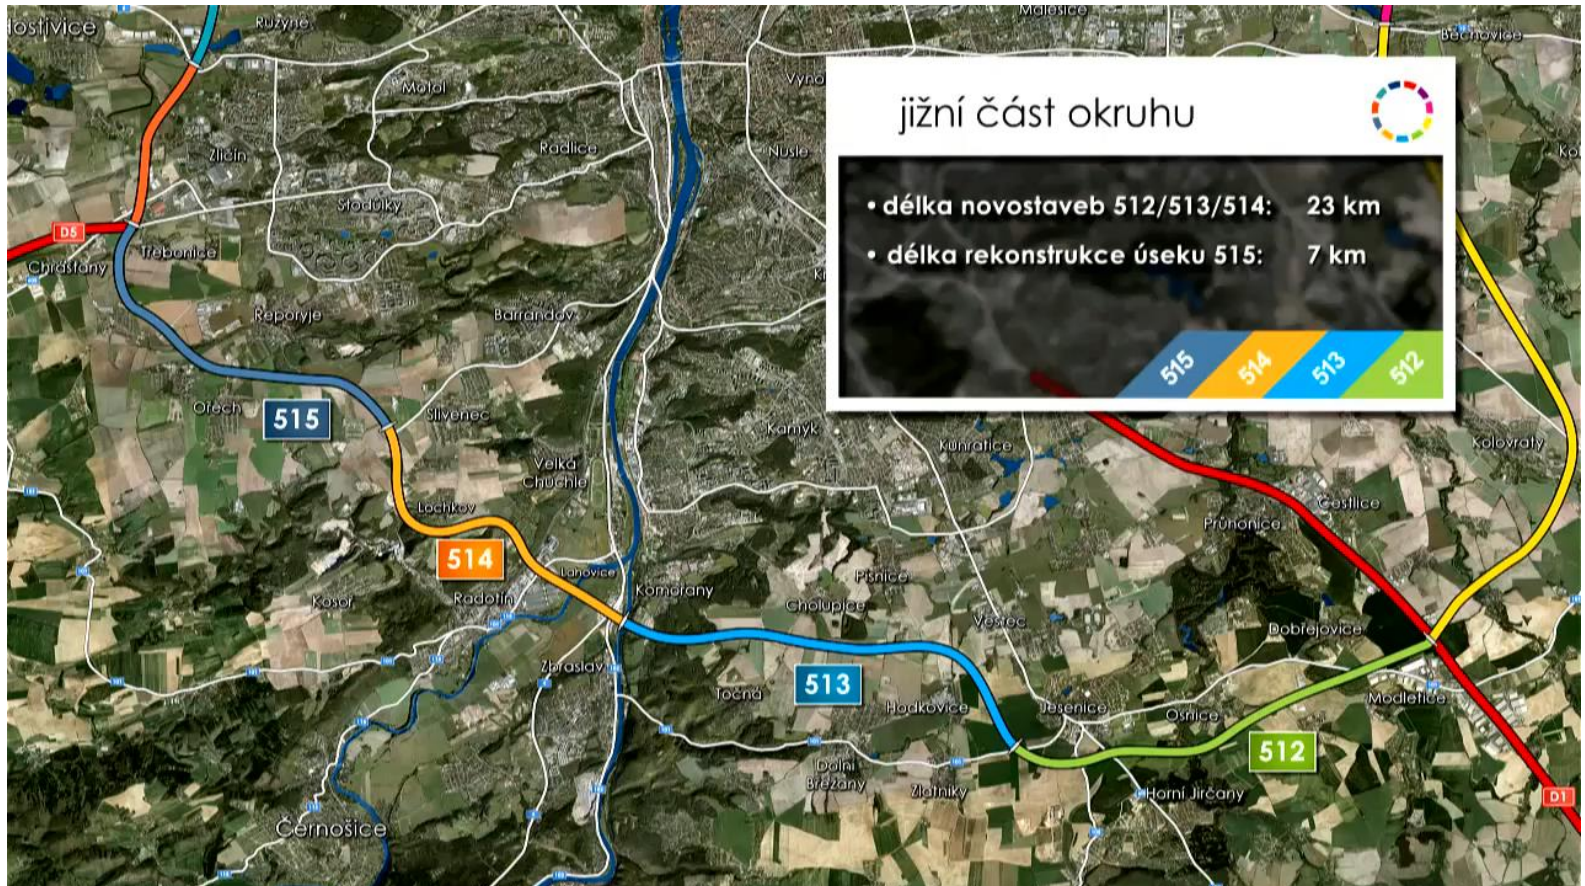 Hostivice
Ruzyně
Malešice
Běchovice
Motol
jižní část okruhu
Zličín
Radlice
Nusle
• délka novostaveb 512/513/514: 23 km
• délka rekonstrukce úseku 515: 7 km
Stodůlky
D5
Třebonice
Chrášťany
Řeporyje
Barrandov
515
514
513
512
Ořech
515
Slivenec
Kamýk
Kunratice
Kolovraty
Velká
Chuchle
Lochkov
Čestlice
Průhonice
514
Lahovice
Komořany
Písnice
Kosoř
Radotín
Cholupice
Vestec
Dobřejovice
Zbraslav
513
Točná
Hodkovice
Jesenice
Osnice
Modletice
512
Dolní
Břežany
Zlatníky
Horní Jirčany
D1
Černošice